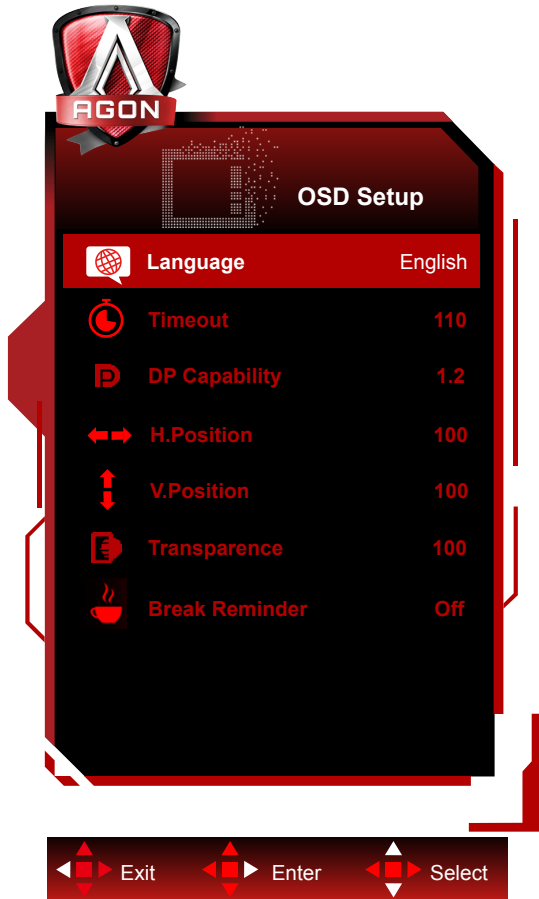 AGON
OSD Setup
Language English
Timeout 110
DP Capability 1.2
H.Position 100
V.Position 100
Transparence 100
Break Reminder Off
Exit Enter Select